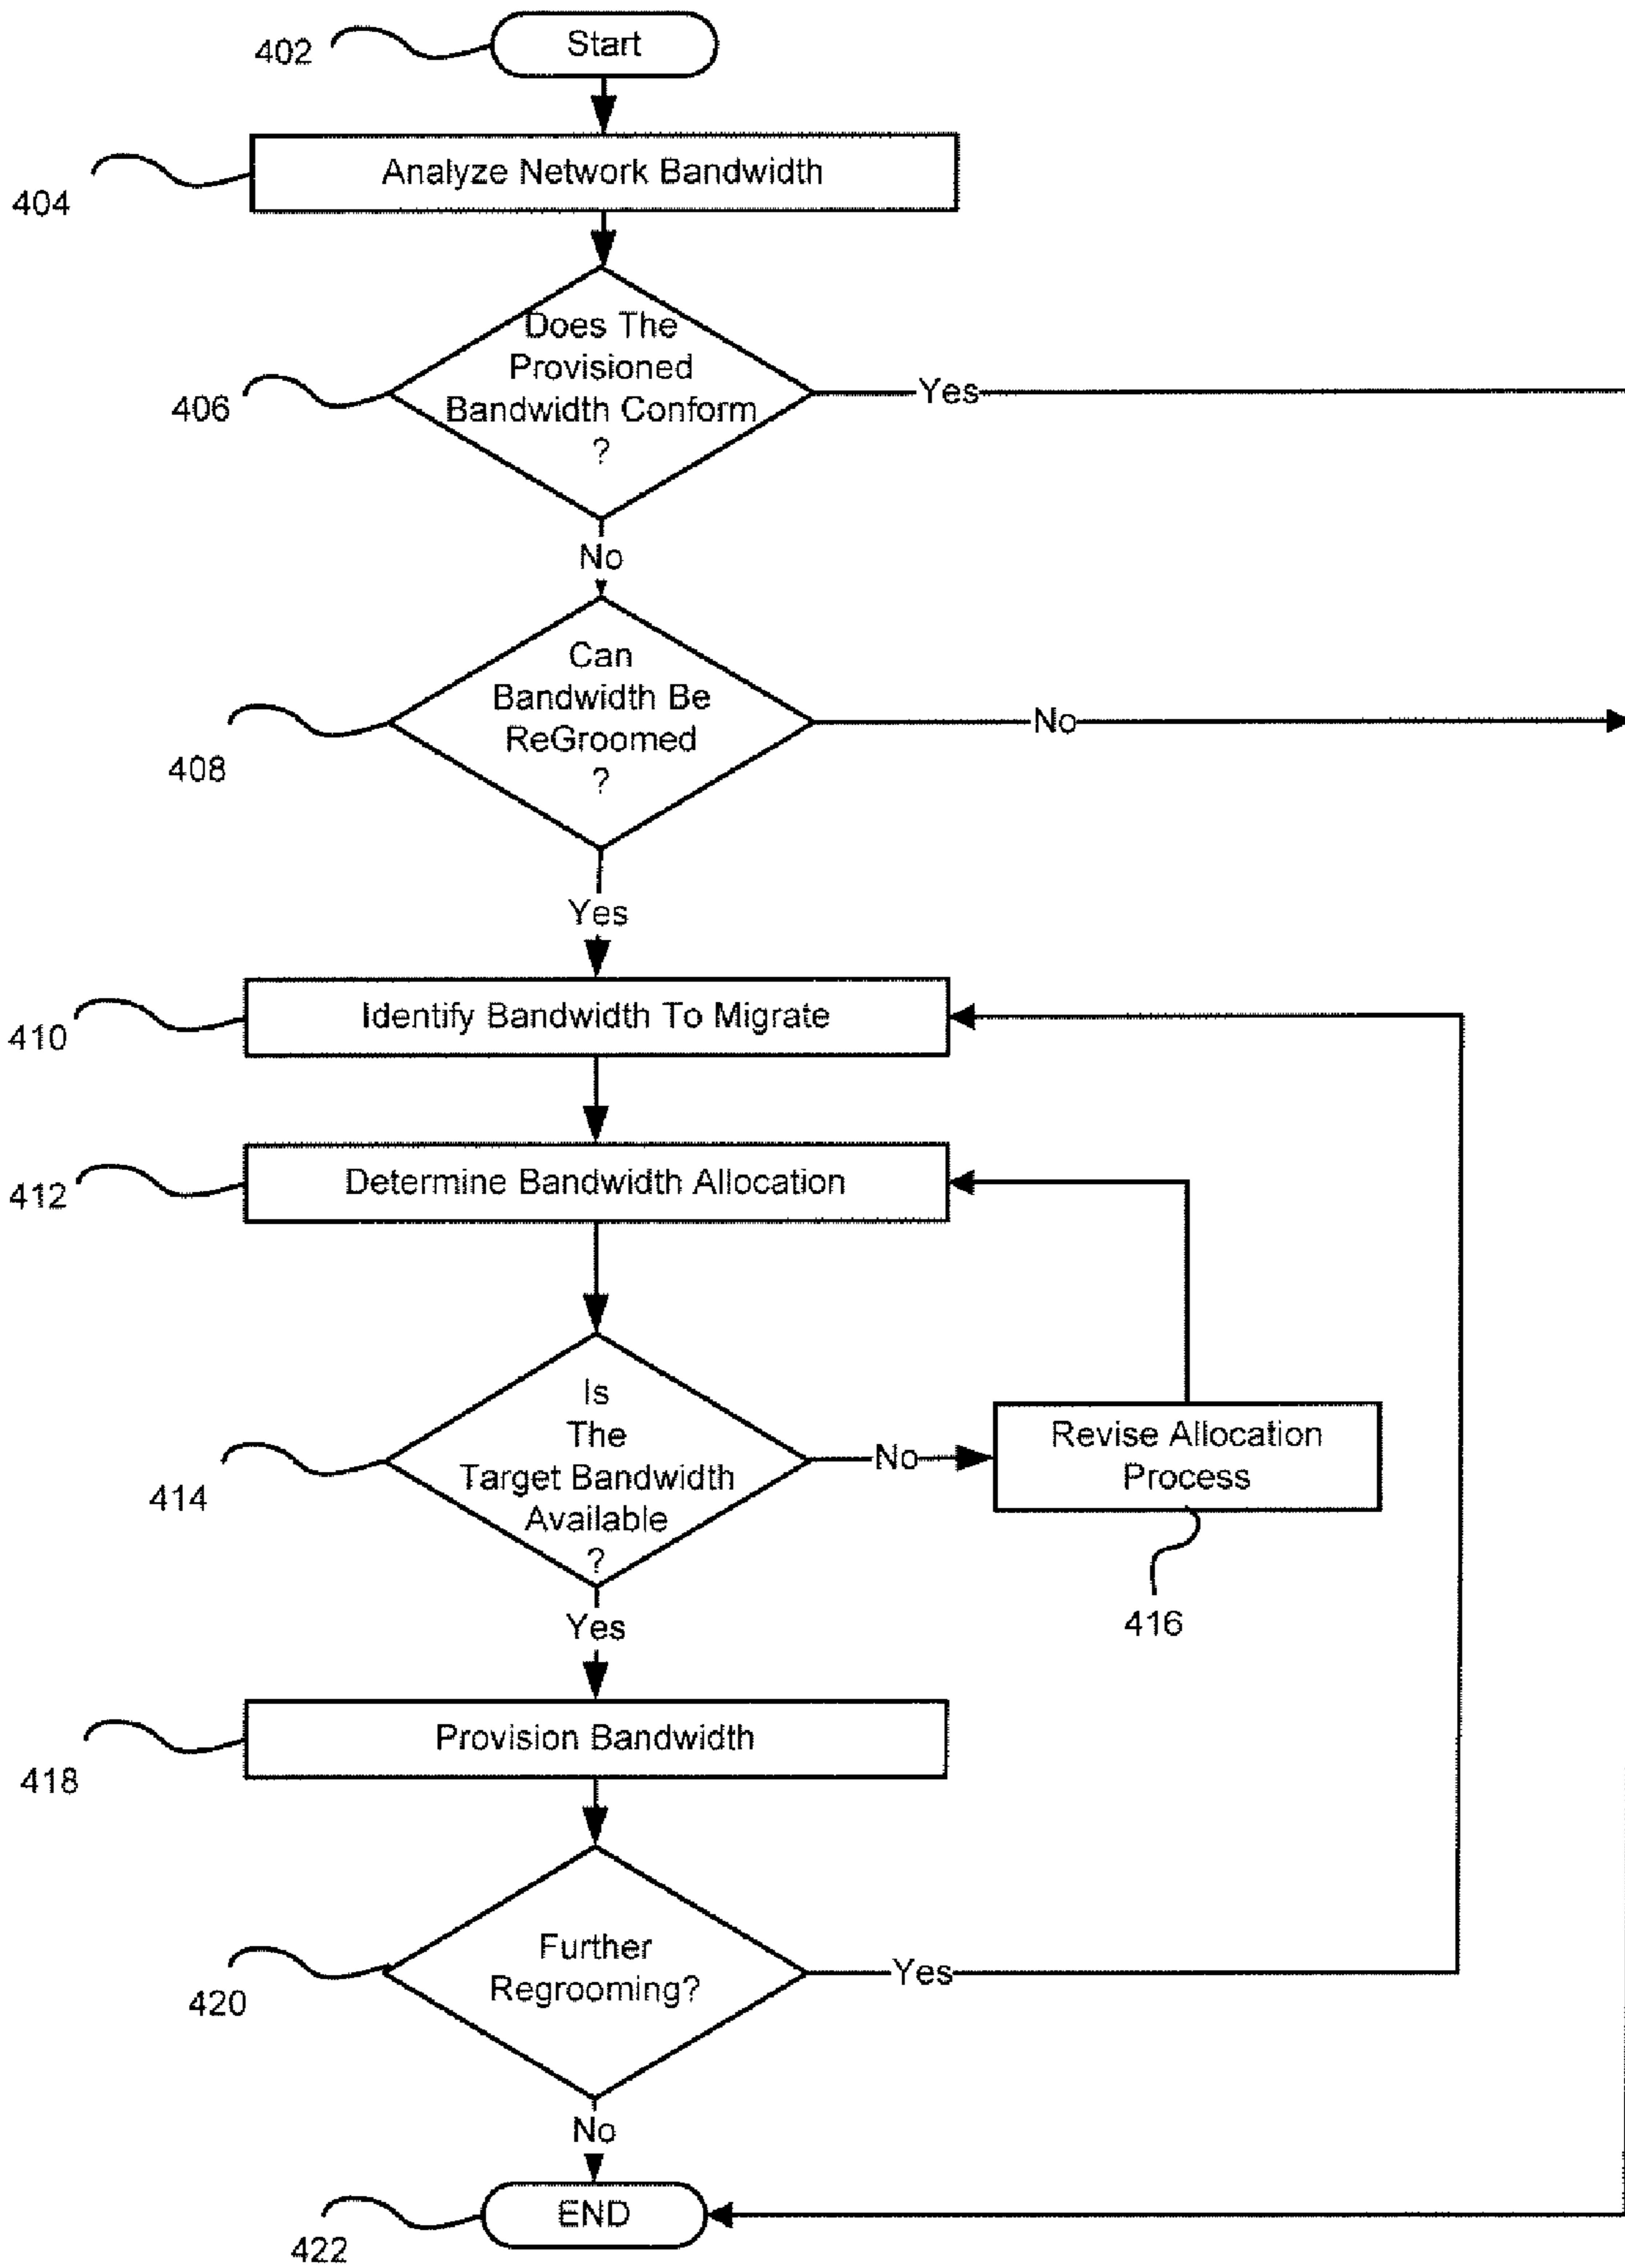 402
Start
404
Analyze Network Bandwidth
406
Does The
Provisioned
Bandwidth Conform
?
Yes
No
408
Can
Bandwidth Be
ReGroomed
?
No
Yes
410
Identify Bandwidth To Migrate
412
Determine Bandwidth Allocation
414
Is
The
Target Bandwidth
Available
?
No
Revise Allocation
Process
416
Yes
418
Provision Bandwidth
420
Further
Regrooming?
Yes
No
422
END